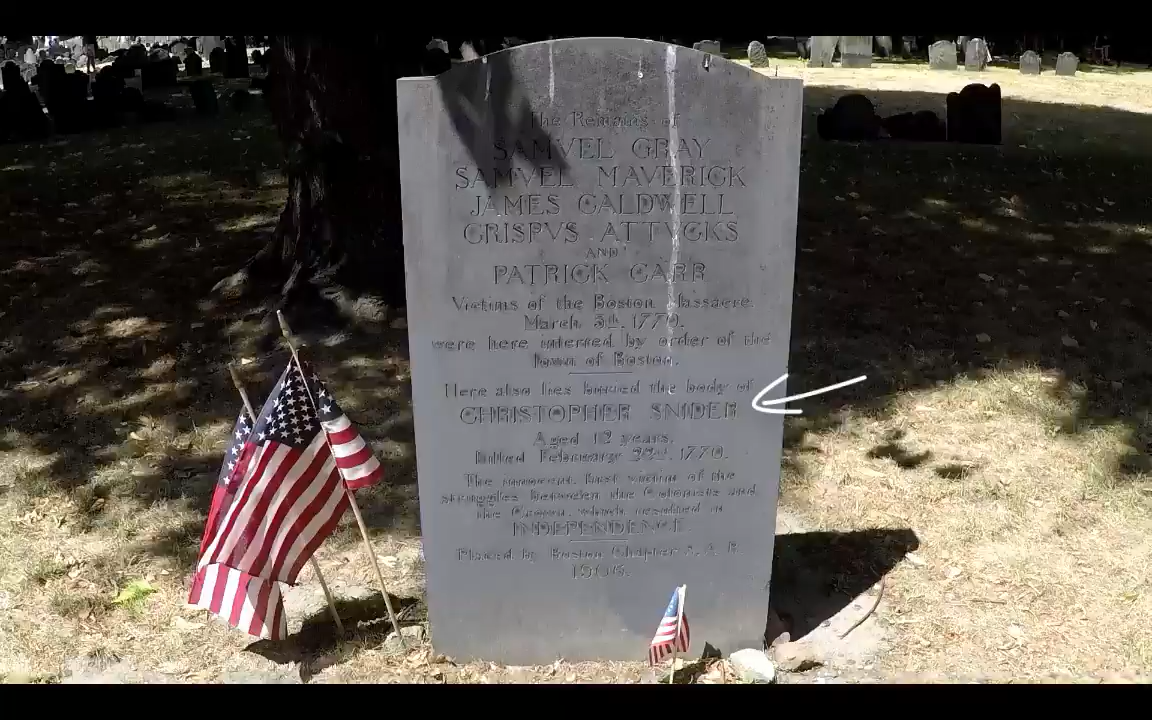 The Remains of
SAMVEL GRAY
SAMVEL MAVERICK
JAMES CALDWELL
CRISPVS ATTVCKS
AND
PATRICK CARR
Victims of the Boston Massacre,
March 5th, 1770.
were here interred by order of the
Town of Boston.
Here also lies buried the body of
CHRISTOPHER SNIDER
Aged 12 years,
killed February 22nd, 1770.
The innocent, first victim of the
struggles between the Colonists and
the Crown, which resulted in
INDEPENDENCE
Placed by Boston Chapter S. A. R.
1906.